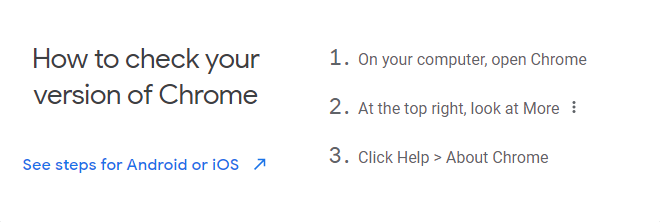 How to check your
version of Chrome
See steps for Android or iOS
1. On your computer, open Chrome
2. At the top right, look at More
3. Click Help > About Chrome